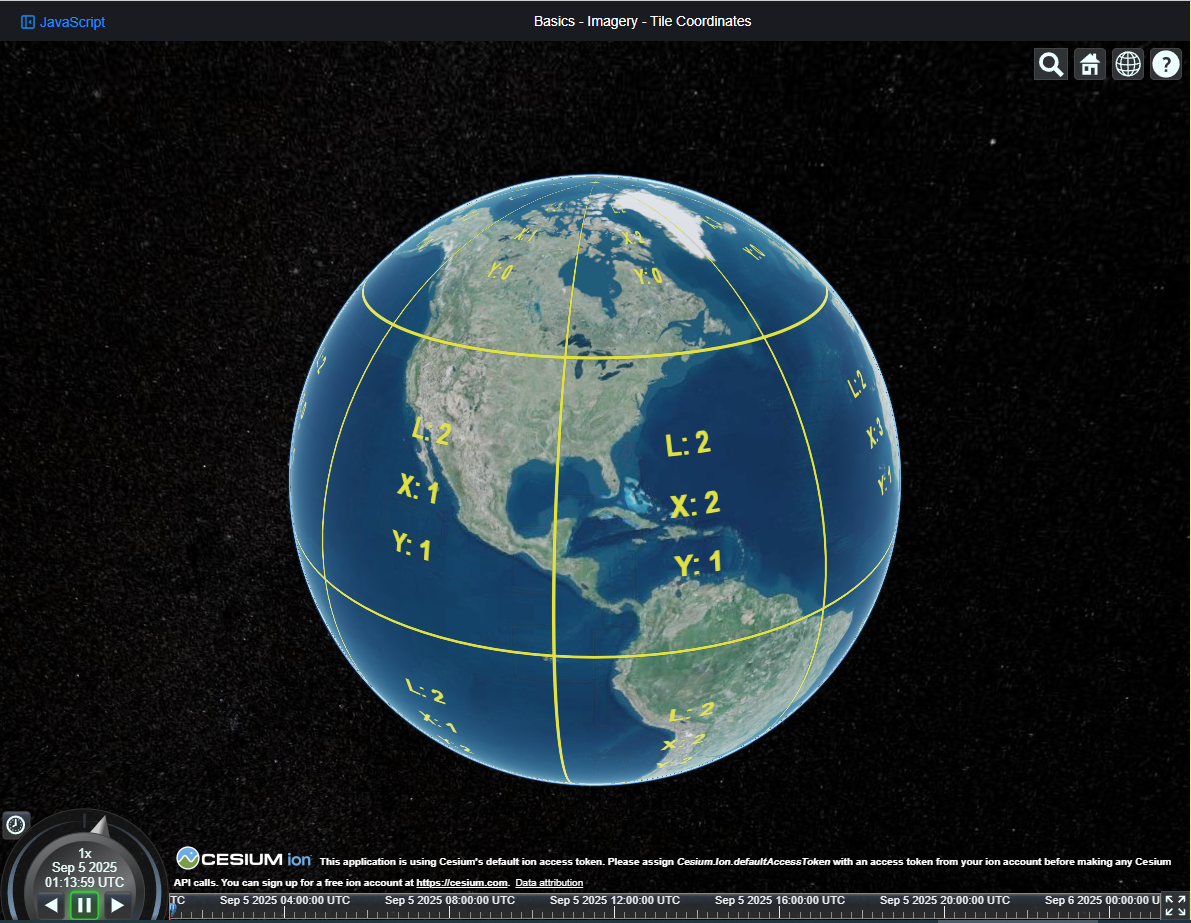 JavaScript
Basics - Imagery - Tile Coordinates
?
X: 1
X: 2
Y: 0
Y: 0
L: 2
L: 2
L: 2
X: 3
X: 1
X: 2
Y: 1
Y: 1
Y: 1
L: 2
L: 2
X: 1
X: 2
1x
Sep 5 2025
01:13:59 UTC
CESIUM ion This application is using Cesium's default ion access token. Please assign Cesium.Ion.defaultAccessToken with an access token from your ion account before making any Cesium
API calls. You can sign up for a free ion account at https://cesium.com. Data attribution
TC Sep 5 2025 04:00:00 UTC Sep 5 2025 08:00:00 UTC Sep 5 2025 12:00:00 UTC Sep 5 2025 16:00:00 UTC Sep 5 2025 20:00:00 UTC Sep 6 2025 00:00:00 U